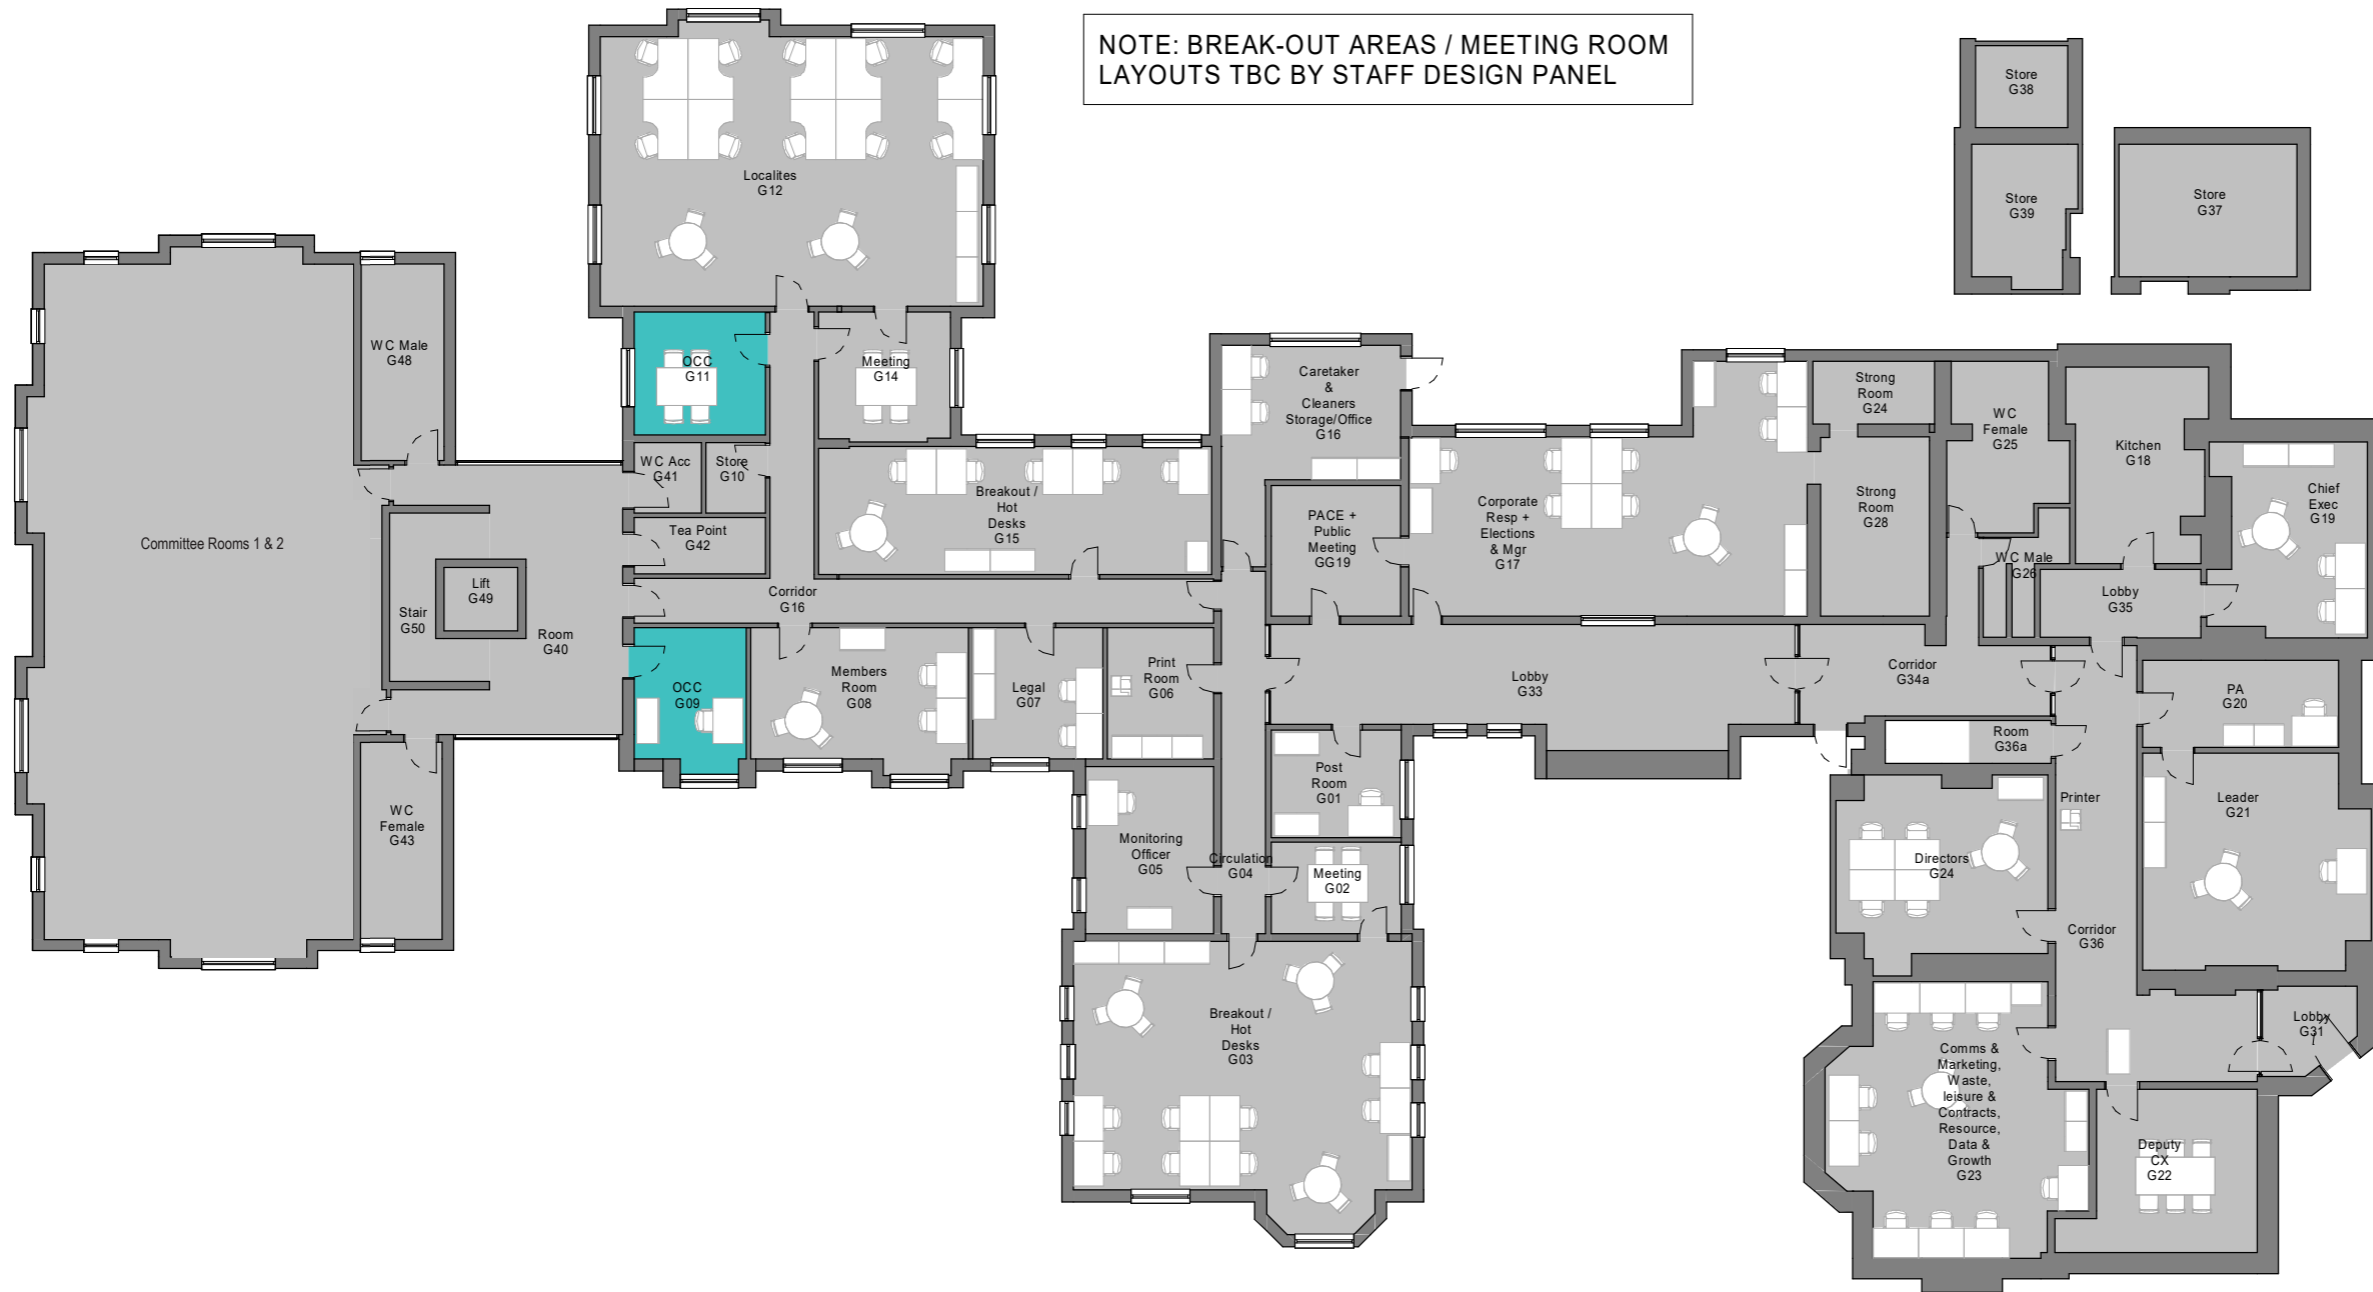 NOTE: BREAK-OUT AREAS / MEETING ROOM
LAYOUTS TBC BY STAFF DESIGN PANEL
Store
G38
Store
G39
Store
G37
Localites
G12
WC Male
G48
OCC
G11
Meeting
G14
Caretaker
&
Cleaners
Storage/Office
G16
Strong
Room
G24
WC
Female
G25
Kitchen
G18
Chief
Exec
G19
WC Acc
G41
Store
G10
Breakout /
Hot
Desks
G15
PACE +
Public
Meeting
GG19
Corporate
Resp +
Elections
& Mgr
G17
Strong
Room
G28
Tea Point
G42
Committee Rooms 1 & 2
WC Male
G26
Lift
G49
Corridor
G16
Lobby
G35
Stair
G50
Room
G40
OCC
G09
Members
Room
G08
Legal
G07
Print
Room
G06
Lobby
G33
Corridor
G34a
PA
G20
Room
G36a
Post
Room
G01
Printer
Leader
G21
WC
Female
G43
Monitoring
Officer
G05
Circulation
G04
Meeting
G02
Directors
G24
Corridor
G36
Breakout /
Hot
Desks
G03
Lobby
G31
Comms &
Marketing,
Waste,
leisure &
Contracts,
Resource,
Data &
Growth
G23
Deputy
CX
G22